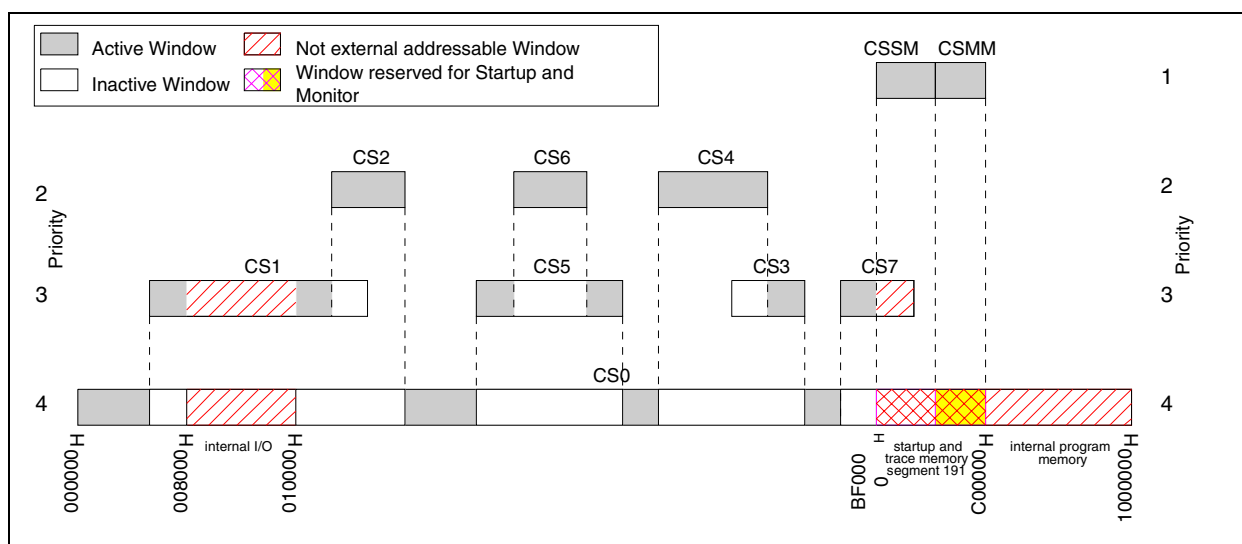 Active Window
Not external addressable Window
Inactive Window
Window reserved for Startup and
Monitor
CSSM
CSMM
1
CS2
CS6
CS4
2
2
Priority
Priority
CS1
CS5
CS3
CS7
3
3
CS0
4
4
000000H
008000H
internal I/O
010000H
BF000
0H
startup and
trace memory
segment 191
C00000H
internal program
memory
1000000H